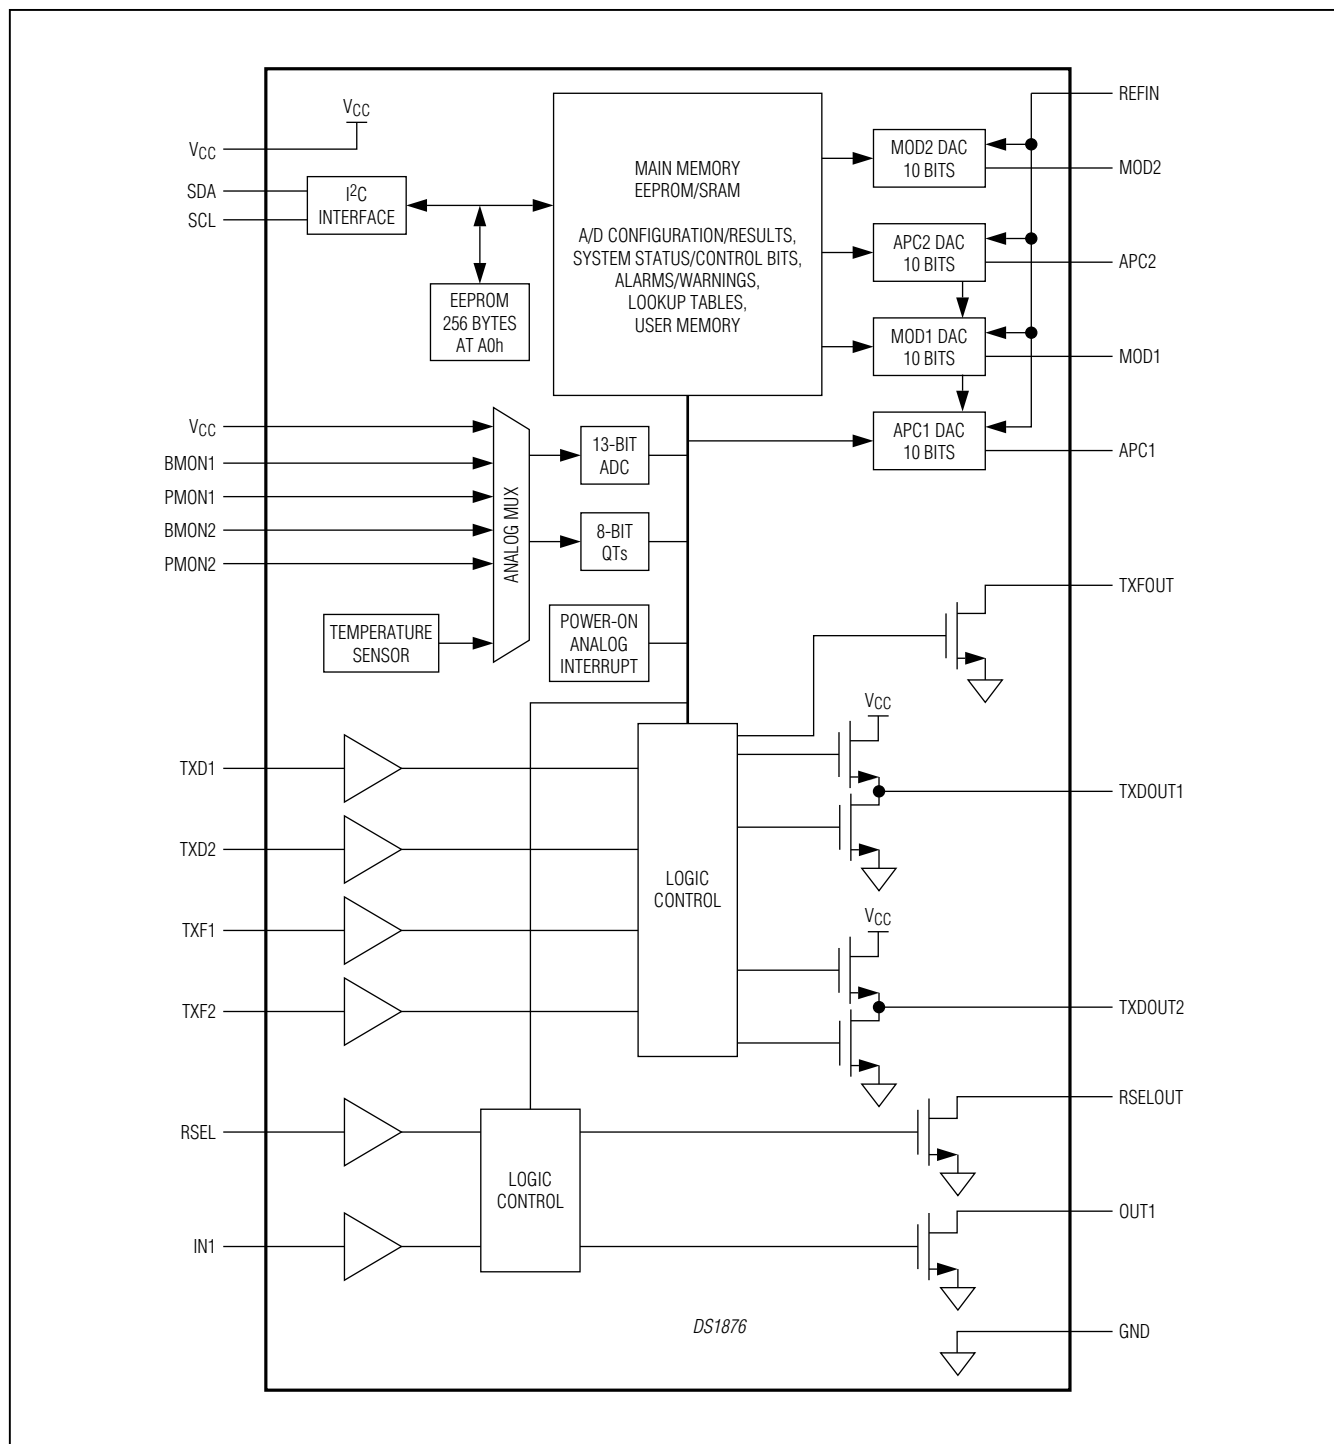 VCC
VCC
SDA
SCL
I2C
INTERFACE
EEPROM
256 BYTES
AT A0h
MAIN MEMORY
EEPROM/SRAM
A/D CONFIGURATION/RESULTS,
SYSTEM STATUS/CONTROL BITS,
ALARMS/WARNINGS,
LOOKUP TABLES,
USER MEMORY
MOD2 DAC
10 BITS
APC2 DAC
10 BITS
MOD1 DAC
10 BITS
APC1 DAC
10 BITS
REFIN
MOD2
APC2
MOD1
APC1
VCC
BMON1
PMON1
BMON2
PMON2
TEMPERATURE
SENSOR
ANALOG MUX
13-BIT
ADC
8-BIT
QTs
POWER-ON
ANALOG
INTERRUPT
TXFOUT
TXD1
TXD2
TXF1
TXF2
LOGIC
CONTROL
VCC
TXDOUT1
VCC
TXDOUT2
RSEL
IN1
LOGIC
CONTROL
RSELOUT
OUT1
DS1876
GND